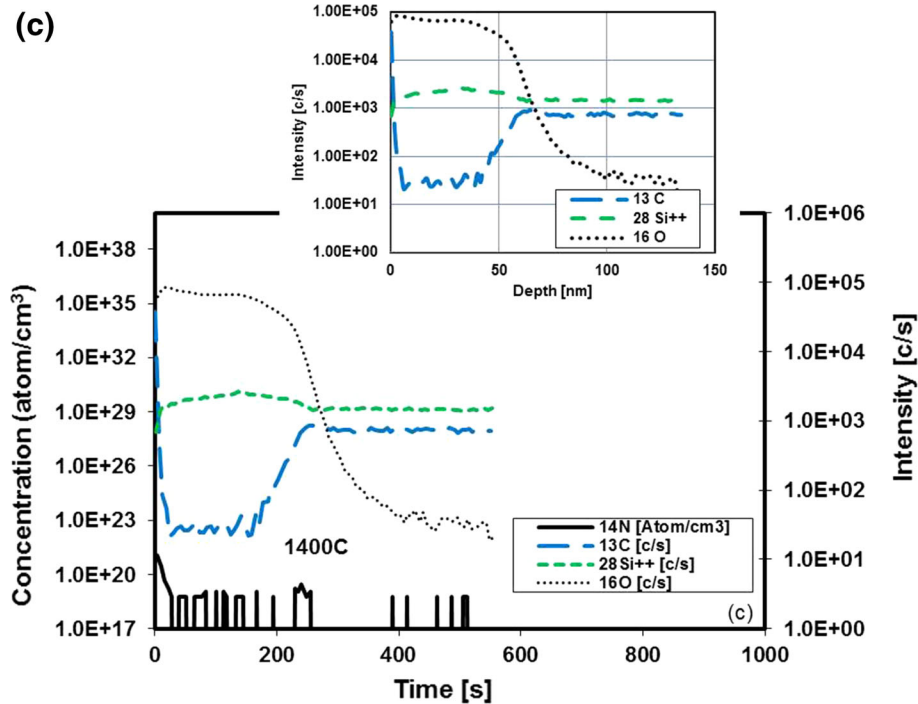 (c)
1.00E+05
1.00E+04
1.00E+03
1.00E+02
1.00E+01
1.00E+00
Intensity [c/s]
0 50 100 150
Depth [nm]
13 C
28 Si++
16 O
1.0E+38
1.0E+35
1.0E+32
1.0E+29
1.0E+26
1.0E+23
1.0E+20
1.0E+17
Concentration (atom/cm³)
1.0E+06
1.0E+05
1.0E+04
1.0E+03
1.0E+02
1.0E+01
1.0E+00
Intensity [c/s]
1400C
14N [Atom/cm3]
13C [c/s]
28Si++ [c/s]
16O [c/s]
(c)
0 200 400 600 800 1000
Time [s]